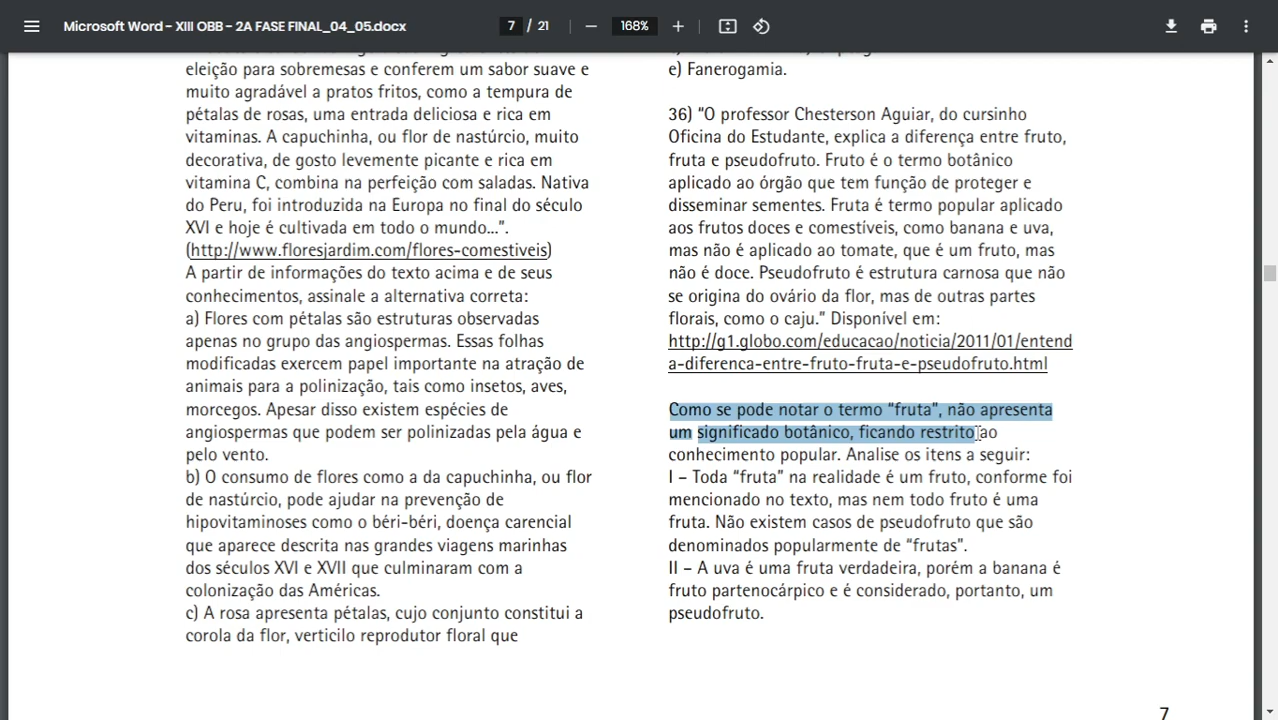 Microsoft Word - XIII OBB - 2A FASE FINAL_04_05.docx
7 / 21
168%
eleição para sobremesas e conferem um sabor suave e
muito agradável a pratos fritos, como a tempura de
pétalas de rosas, uma entrada deliciosa e rica em
vitaminas. A capuchinha, ou flor de nastúrcio, muito
decorativa, de gosto levemente picante e rica em
vitamina C, combina na perfeição com saladas. Nativa
do Peru, foi introduzida na Europa no final do século
XVI e hoje é cultivada em todo o mundo...”.
(http://www.floresjardim.com/flores-comestiveis)
A partir de informações do texto acima e de seus
conhecimentos, assinale a alternativa correta:
a) Flores com pétalas são estruturas observadas
apenas no grupo das angiospermas. Essas folhas
modificadas exercem papel importante na atração de
animais para a polinização, tais como insetos, aves,
morcegos. Apesar disso existem espécies de
angiospermas que podem ser polinizadas pela água e
pelo vento.
b) O consumo de flores como a da capuchinha, ou flor
de nastúrcio, pode ajudar na prevenção de
hipovitaminoses como o béri-béri, doença carencial
que aparece descrita nas grandes viagens marinhas
dos séculos XVI e XVII que culminaram com a
colonização das Américas.
c) A rosa apresenta pétalas, cujo conjunto constitui a
corola da flor, verticilo reprodutor floral que
e) Fanerogamia.
36) “O professor Chesterson Aguiar, do cursinho
Oficina do Estudante, explica a diferença entre fruto,
fruta e pseudofruto. Fruto é o termo botânico
aplicado ao órgão que tem função de proteger e
disseminar sementes. Fruta é termo popular aplicado
aos frutos doces e comestíveis, como banana e uva,
mas não é aplicado ao tomate, que é um fruto, mas
não é doce. Pseudofruto é estrutura carnosa que não
se origina do ovário da flor, mas de outras partes
florais, como o caju.” Disponível em:
http://g1.globo.com/educacao/noticia/2011/01/entend
a-diferenca-entre-fruto-fruta-e-pseudofruto.html
Como se pode notar o termo “fruta”, não apresenta
um significado botânico, ficando restrito ao
conhecimento popular. Analise os itens a seguir:
I – Toda “fruta” na realidade é um fruto, conforme foi
mencionado no texto, mas nem todo fruto é uma
fruta. Não existem casos de pseudofruto que são
denominados popularmente de “frutas”.
II – A uva é uma fruta verdadeira, porém a banana é
fruto partenocárpico e é considerado, portanto, um
pseudofruto.
7